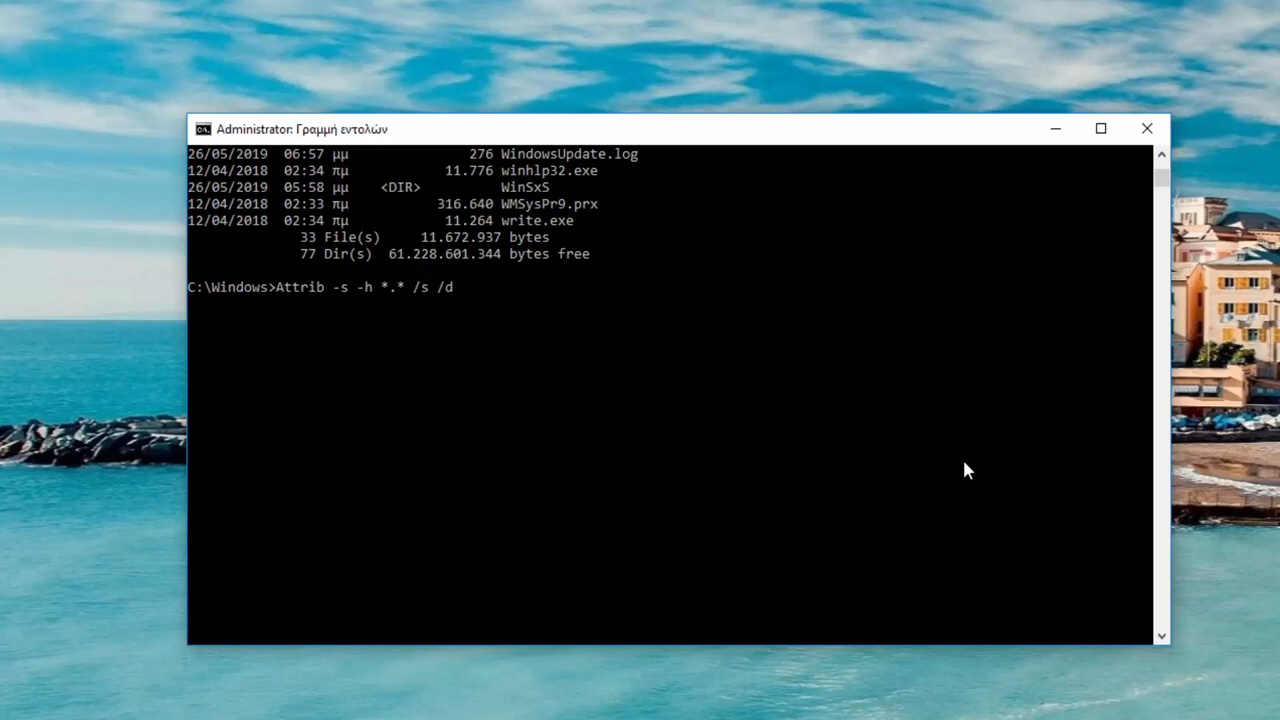 Administrator: Γραμμή εντολών
26/05/2019 06:57 μμ 276 WindowsUpdate.log
12/04/2018 02:34 πμ 11.776 winhlp32.exe
26/05/2019 05:58 μμ <DIR> WinSxS
12/04/2018 02:33 πμ 316.640 WMSysPr9.prx
12/04/2018 02:34 πμ 11.264 write.exe
33 File(s) 11.672.937 bytes
77 Dir(s) 61.228.601.344 bytes free
C:\Windows>Attrib -s -h *.* /s /d